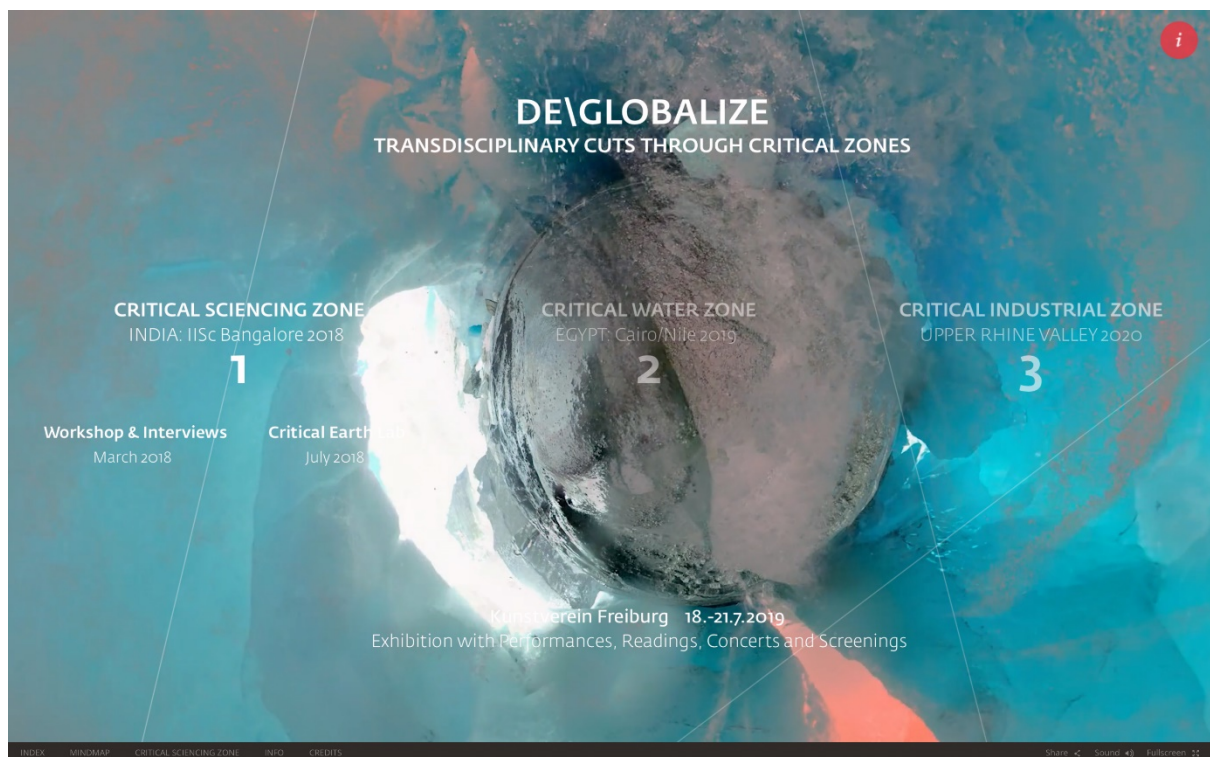 i
DE\GLOBALIZE
TRANSDISCIPLINARY CUTS THROUGH CRITICAL ZONES
CRITICAL SCIENCING ZONE
INDIA: IISc Bangalore 2018
1
CRITICAL WATER ZONE
EGYPT: Cairo/Nile 2019
2
CRITICAL INDUSTRIAL ZONE
UPPER RHINE VALLEY 2020
3
Workshop & Interviews
March 2018
Critical Earth Lab
July 2018
Kunstverein Freiburg 18.-21.7.2019
Exhibition with Performances, Readings, Concerts and Screenings
INDEX MINDMAP CRITICAL SCIENCING ZONE INFO CREDITS Share Sound Fullscreen